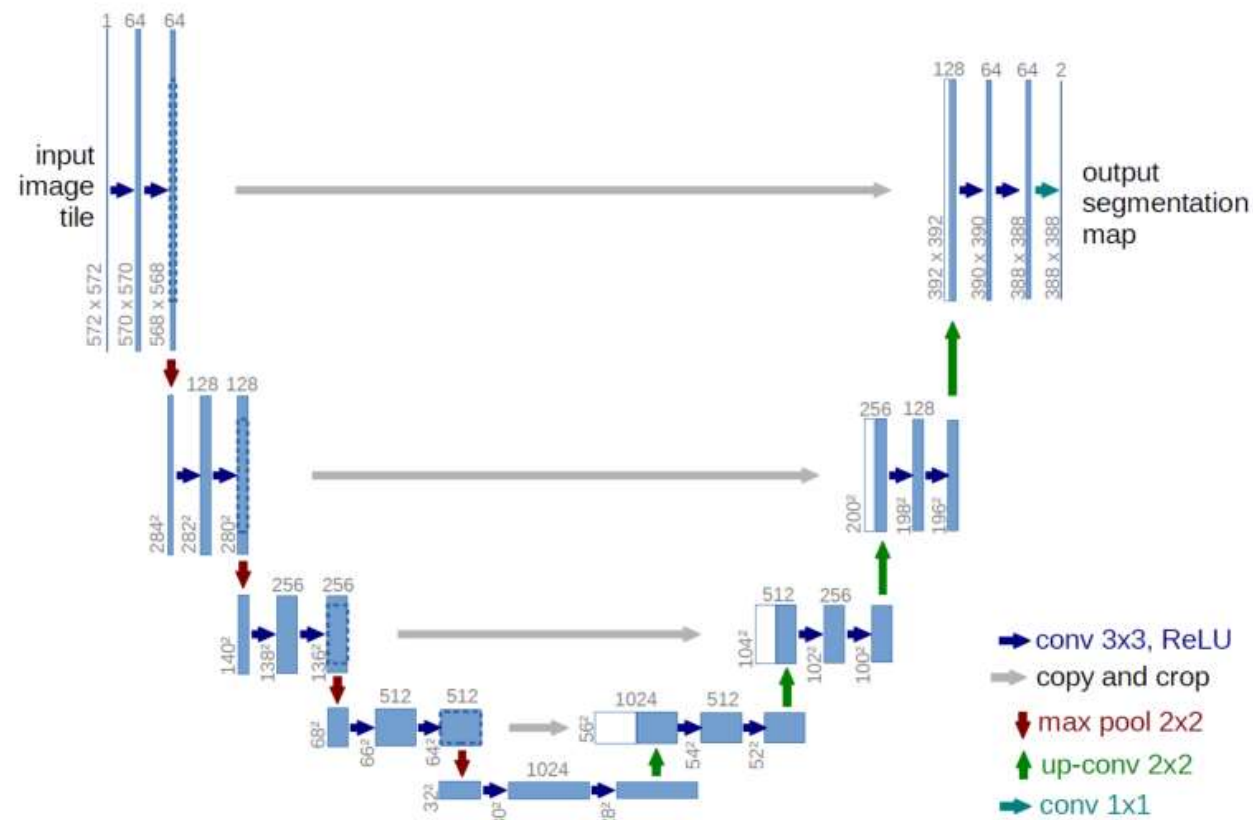 1 64 64
128 64 64 2
input
image
tile
output
segmentation
map
572 x 572
570 x 570
568 x 568
392 x 392
390 x 390
388 x 388
388 x 388
128 128
256 128
284²
282²
280²
200²
198²
196²
256 256
512 256
140²
138²
136²
104²
102²
100²
512 512
1024 512
68²
66²
64²
56²
54²
52²
1024
32²
conv 3x3, ReLU
copy and crop
max pool 2x2
up-conv 2x2
conv 1x1